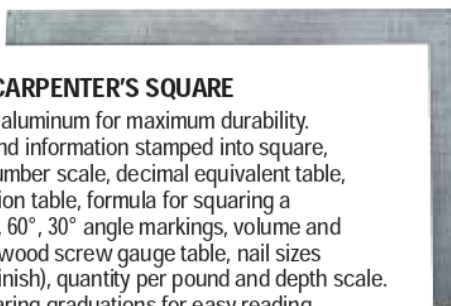 CARPENTER'S SQUARE
aluminum for maximum durability.
nd information stamped into square,
umber scale, decimal equivalent table,
ion table, formula for squaring a
, 60°, 30° angle markings, volume and
wood screw gauge table, nail sizes
inish), quantity per pound and depth scale.
aring graduations for easy reading